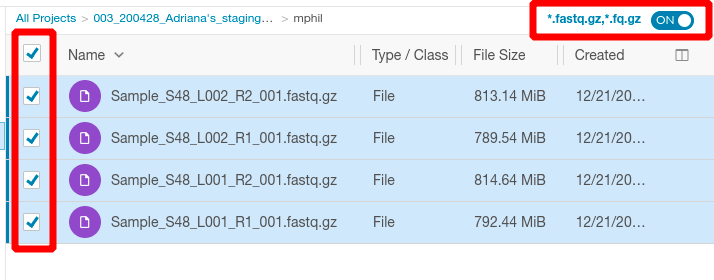 All Projects > 003_200428_Adriana's_staging... > mphil
*.fastq.gz,*.fq.gz ON
Name Type / Class File Size Created
Sample_S48_L002_R2_001.fastq.gz File 813.14 MiB 12/21/20...
Sample_S48_L002_R1_001.fastq.gz File 789.54 MiB 12/21/20...
Sample_S48_L001_R2_001.fastq.gz File 814.64 MiB 12/21/20...
Sample_S48_L001_R1_001.fastq.gz File 792.44 MiB 12/21/20...